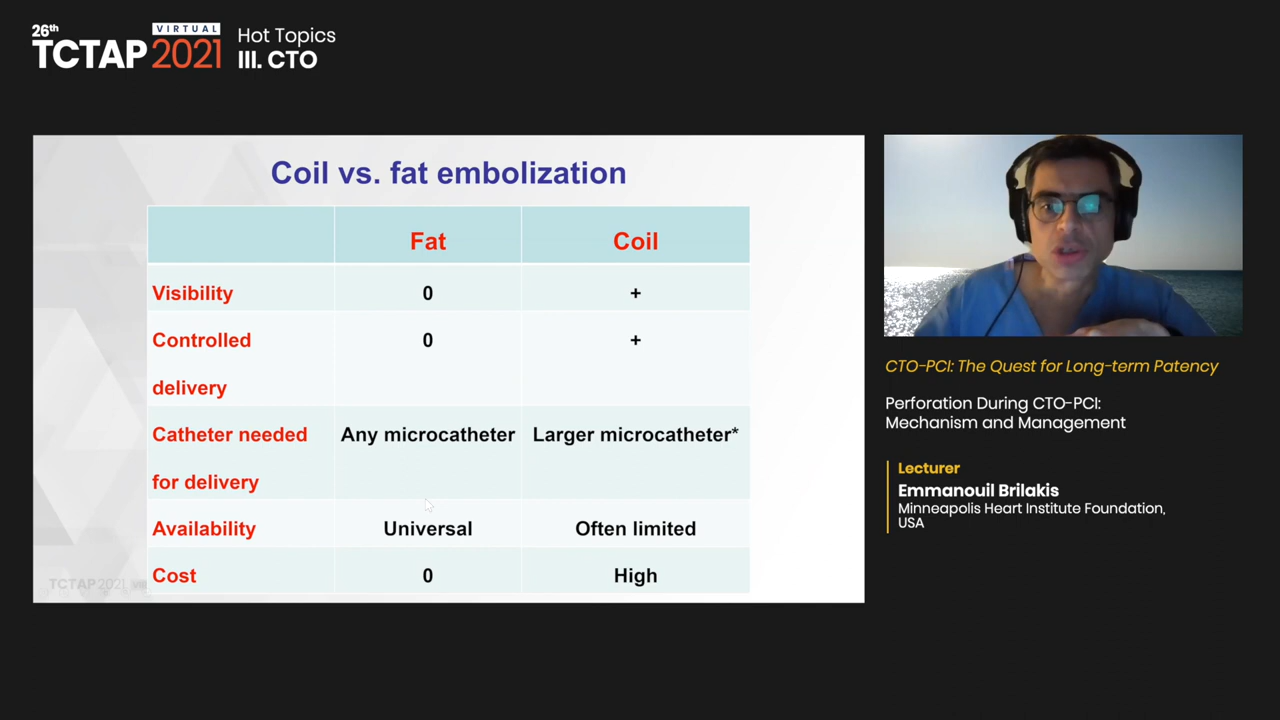 26th
VIRTUAL
TCTAP 2021
Hot Topics
III. CTO
Coil vs. fat embolization
Fat Coil
Visibility 0 +
Controlled
delivery 0 +
Catheter needed
for delivery Any microcatheter Larger microcatheter*
Availability Universal Often limited
Cost 0 High
TCTAP 2021
CTO-PCI: The Quest for Long-term Patency
Perforation During CTO-PCI:
Mechanism and Management
Lecturer
Emmanouil Brilakis
Minneapolis Heart Institute Foundation,
USA